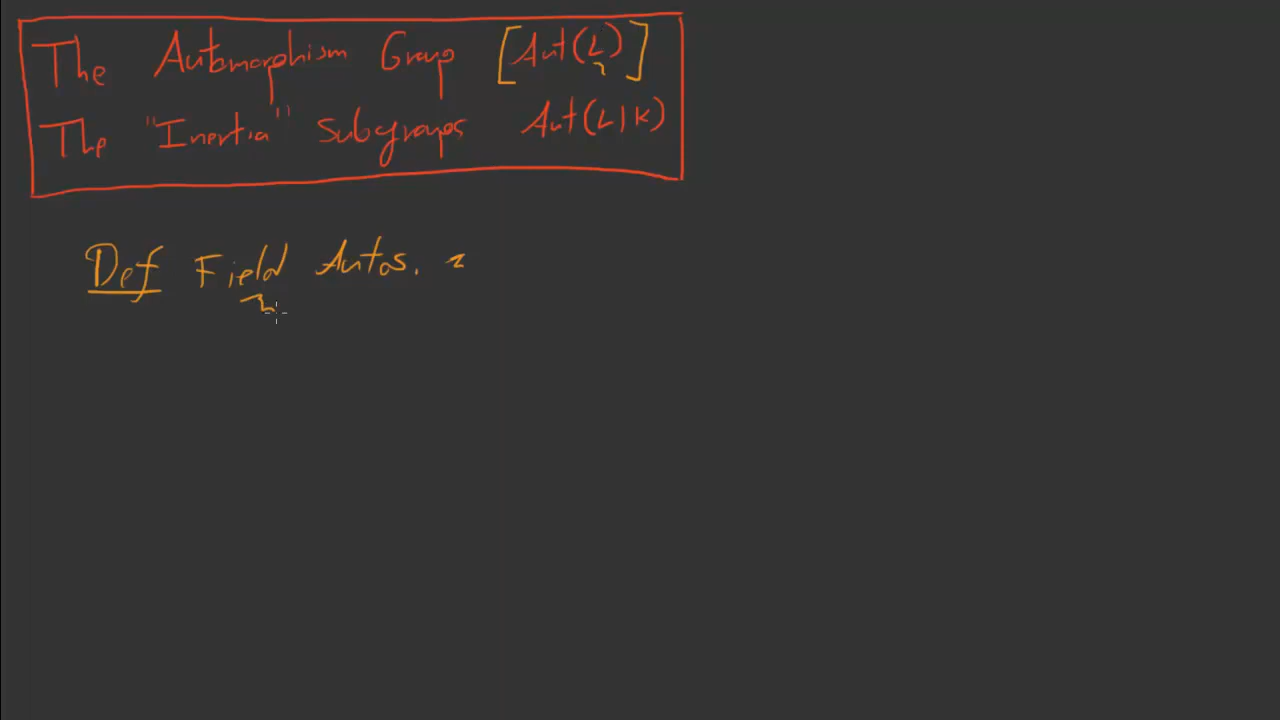 The Automorphism Group [Aut(L)]
The "Inertia" Subgroups Aut(L|K)
Def Field Autos.